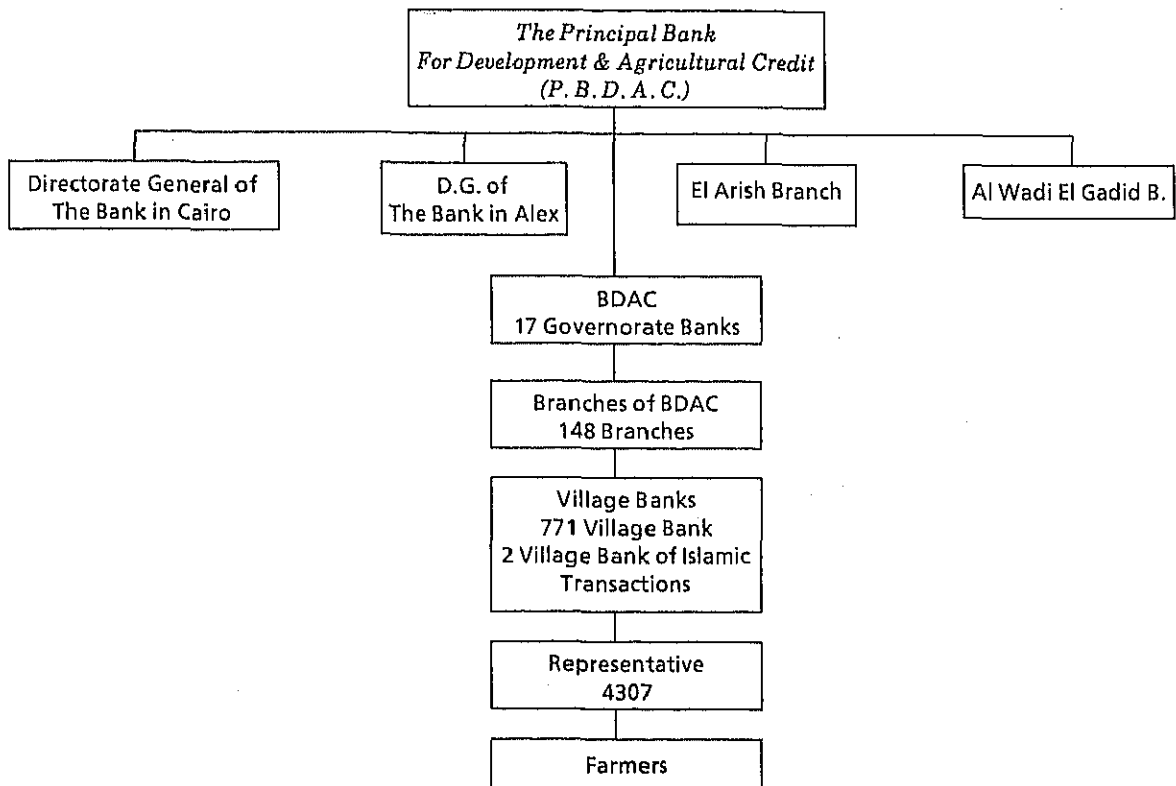 The Principal Bank
For Development & Agricultural Credit
(P. B. D. A. C.)
Directorate General of
The Bank in Cairo
D.G. of
The Bank in Alex
El Arish Branch
Al Wadi El Gadid B.
BDAC
17 Governorate Banks
Branches of BDAC
148 Branches
Village Banks
771 Village Bank
2 Village Bank of Islamic
Transactions
Representative
4307
Farmers